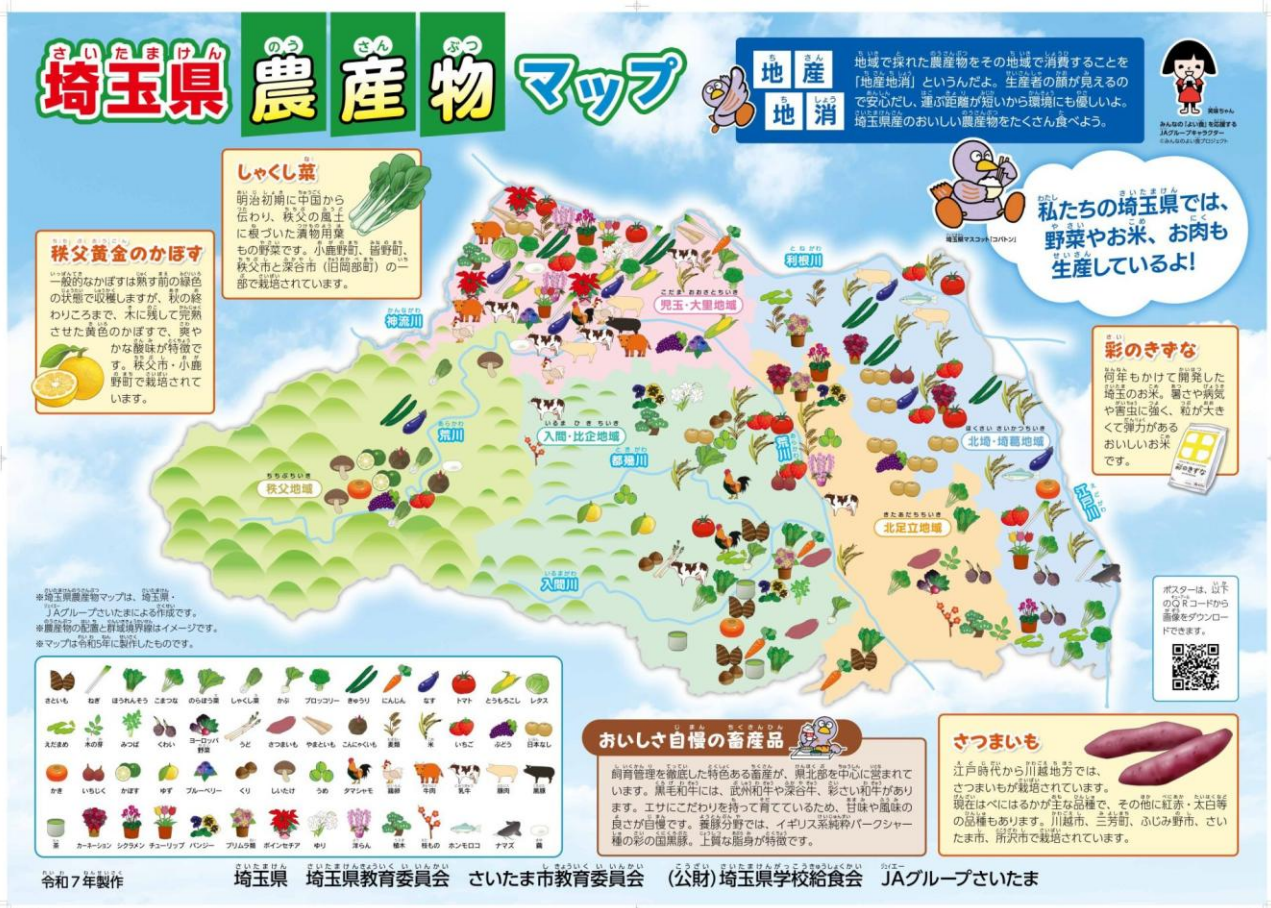 埼玉県農産物マップ
さいたまけん
のう さん ぶつ
地産
地消
ち さん
ち しょう
地域で採れた農産物をその地域で消費することを
「地産地消」というんだよ。生産者の顔が見えるの
で安心だし、運ぶ距離が短いから環境にも優しいよ。
埼玉県産のおいしい農産物をたくさん食べよう。
みんなの「よい食」を応援する
JAグループキャラクター
©みんなのよい食プロジェクト
埼玉県マスコット「コバトン」
私たちの埼玉県では、
野菜やお米、お肉も
生産しているよ!
しゃくし菜
明治初期に中国から
伝わり、秩父の風土
に根づいた漬物用葉
もの野菜です。小鹿野町、皆野町、
秩父市と深谷市（旧岡部町）の一
部で栽培されています。
秩父黄金のかぼす
一般的なかぼすは熟す前の緑色
の状態で収穫しますが、秋の終
わりころまで、木に残して完熟
させた黄色のかぼすで、爽や
かな酸味が特徴で
す。秩父市・小鹿
野町で栽培されて
います。
彩のきずな
何年もかけて開発した
埼玉のお米。暑さや病気
や害虫に強く、粒が大き
くて弾力がある
おいしいお米
です。
彩のきずな
利根川
神流川
児玉・大里地域
荒川
入間・比企地域
都幾川
荒川
北埼・埼葛地域
秩父地域
北足立地域
江戸川
入間川
※埼玉県農産物マップは、埼玉県・
JAグループさいたまによる作成です。
※農産物の配置と群域境界線はイメージです。
※マップは令和5年に製作したものです。
ポスターは、以下
のQRコードから
画像をダウンロー
ドできます。
さといも ねぎ ほうれんそう こまつな のらぼう菜 しゃくし菜 かぶ ブロッコリー きゅうり にんじん なす トマト とうもろこし レタス
えだまめ 木の芽 みつば くわい ヨーロッパ野菜 うど さつまいも やまといも こんにゃくいも 麦類 米 いちご ぶどう 日本なし
かき いちじく かぼす ゆず ブルーベリー くり しいたけ うめ タマシャモ 鶏卵 牛肉 乳牛 豚肉 黒豚
茶 カーネーション シクラメン チューリップ パンジー プリムラ類 ポインセチア ゆり 洋らん 植木 枝もの ホンモロコ ナマズ 繭
おいしさ自慢の畜産品
飼育管理を徹底した特色ある畜産が、県北部を中心に営まれて
います。黒毛和牛には、武州和牛や深谷牛、彩さい和牛があり
ます。エサにこだわりを持って育てているため、甘味や風味の
良さが自慢です。養豚分野では、イギリス系純粋バークシャー
種の彩の国黒豚。上質な脂身が特徴です。
さつまいも
江戸時代から川越地方では、
さつまいもが栽培されています。
現在はべにはるかが主な品種で、その他に紅赤・太白等
の品種もあります。川越市、三芳町、ふじみ野市、さい
たま市、所沢市で栽培されています。
令和7年製作
埼玉県 埼玉県教育委員会 さいたま市教育委員会 (公財)埼玉県学校給食会 JAグループさいたま